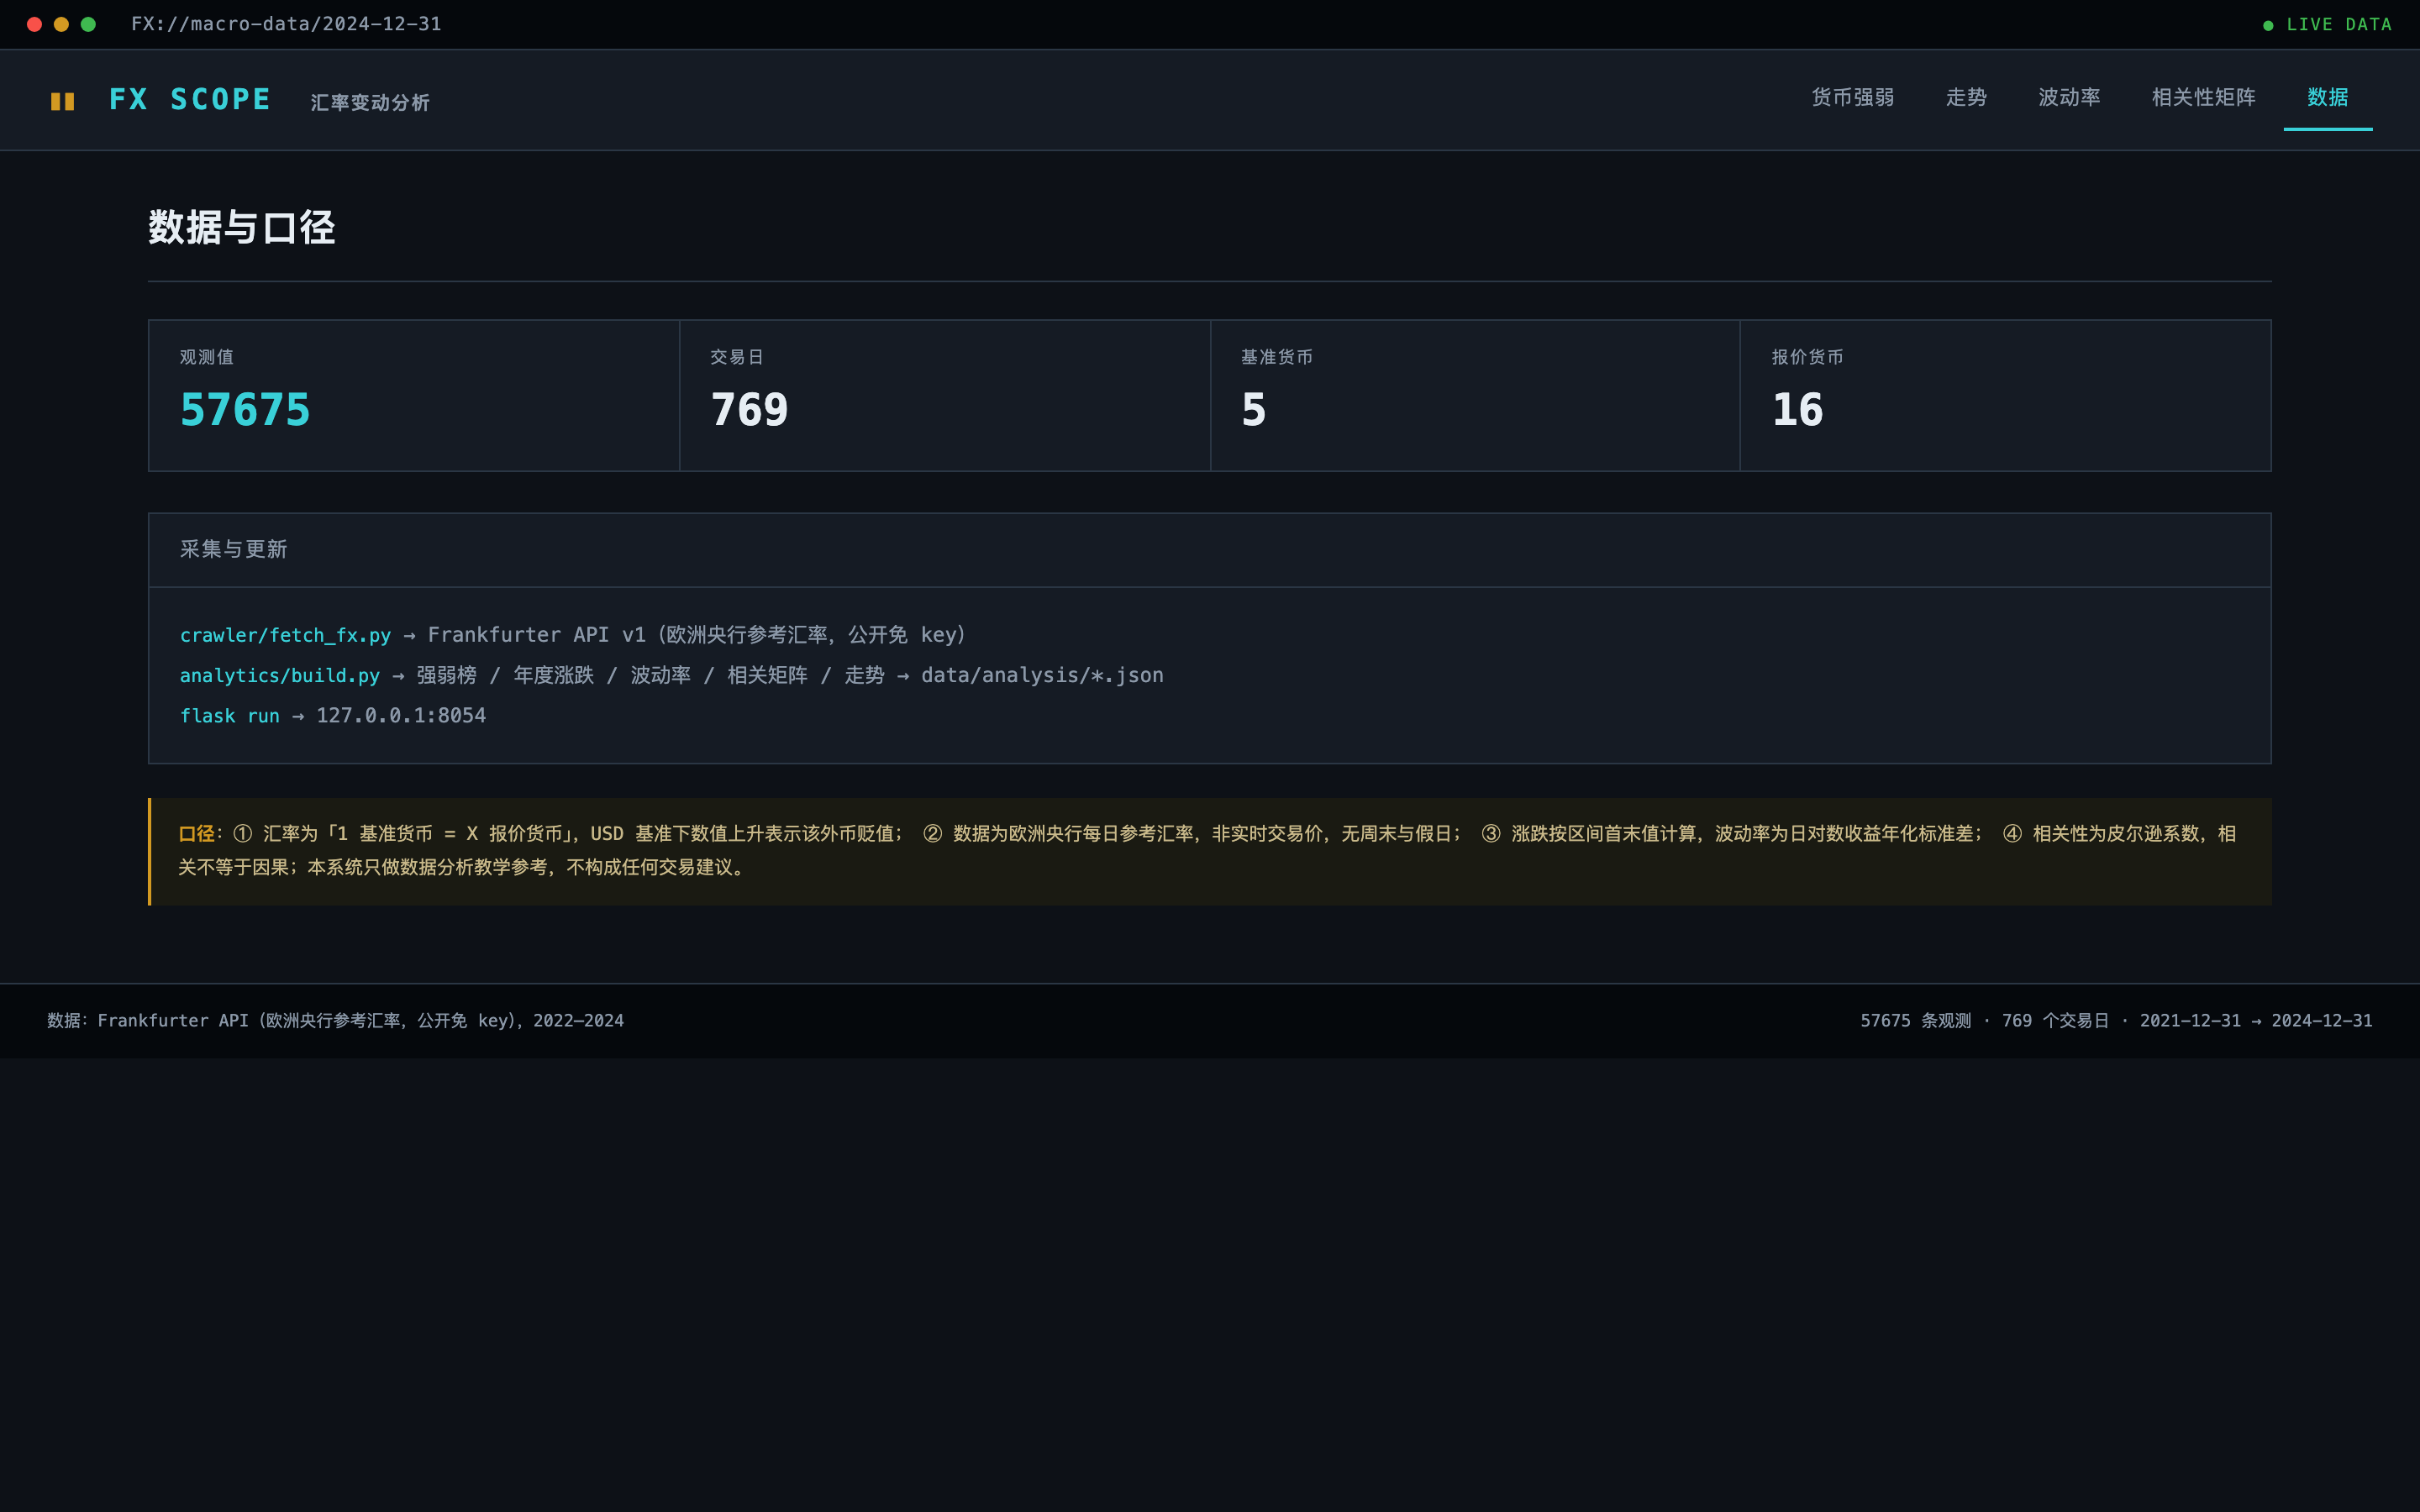 FX://macro-data/2024-12-31
● LIVE DATA
FX SCOPE 汇率变动分析
货币强弱 走势 波动率 相关性矩阵 数据
数据与口径
观测值 交易日 基准货币 报价货币
57675 769 5 16
采集与更新
crawler/fetch_fx.py → Frankfurter API v1（欧洲央行参考汇率，公开免 key）
analytics/build.py → 强弱榜 / 年度涨跌 / 波动率 / 相关矩阵 / 走势 → data/analysis/*.json
flask run → 127.0.0.1:8054
口径：① 汇率为「1 基准货币 = X 报价货币」，USD 基准下数值上升表示该外币贬值； ② 数据为欧洲央行每日参考汇率，非实时交易价，无周末与假日； ③ 涨跌按区间首末值计算，波动率为日对数收益年化标准差； ④ 相关性为皮尔逊系数，相
关不等于因果；本系统只做数据分析教学参考，不构成任何交易建议。
数据：Frankfurter API（欧洲央行参考汇率，公开免 key），2022—2024
57675 条观测 · 769 个交易日 · 2021-12-31 → 2024-12-31